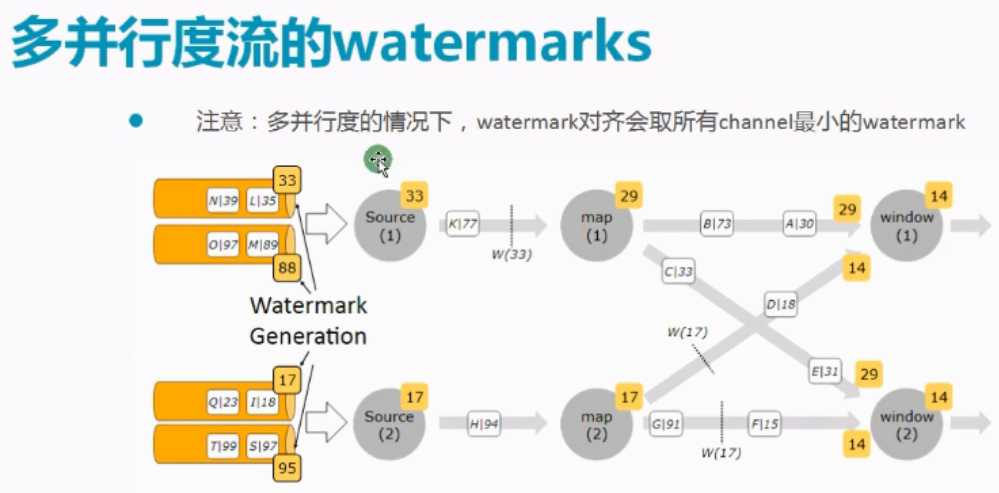 多并行度流的watermarks
注意：多并行度的情况下，watermark对齐会取所有channel最小的watermark
33
N|39
L|35
O|97
M|89
88
Source
(1)
33
K|77
W(33)
map
(1)
29
B|73
A|30
29
window
(1)
14
14
C|33
D|18
Watermark
Generation
W(17)
E|31
29
17
Q|23
I|18
T|99
S|97
95
Source
(2)
17
H|94
map
(2)
17
G|91
F|15
W(17)
window
(2)
14
14